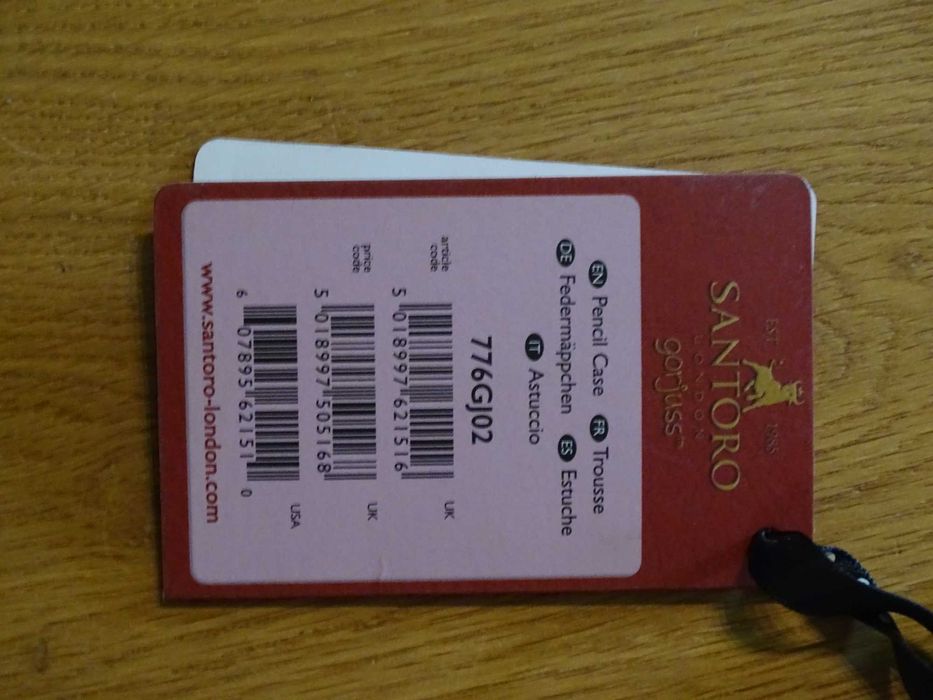 EST. 1985
SANTORO
LONDON
gorjuss™
EN Pencil Case FR Trousse
DE Federmäppchen ES Estuche
IT Astuccio
776GJ02
article code
UK
5 018997 621516
price code
UK
5 018997 505168
USA
6 07895 62151 0
www.santoro-london.com